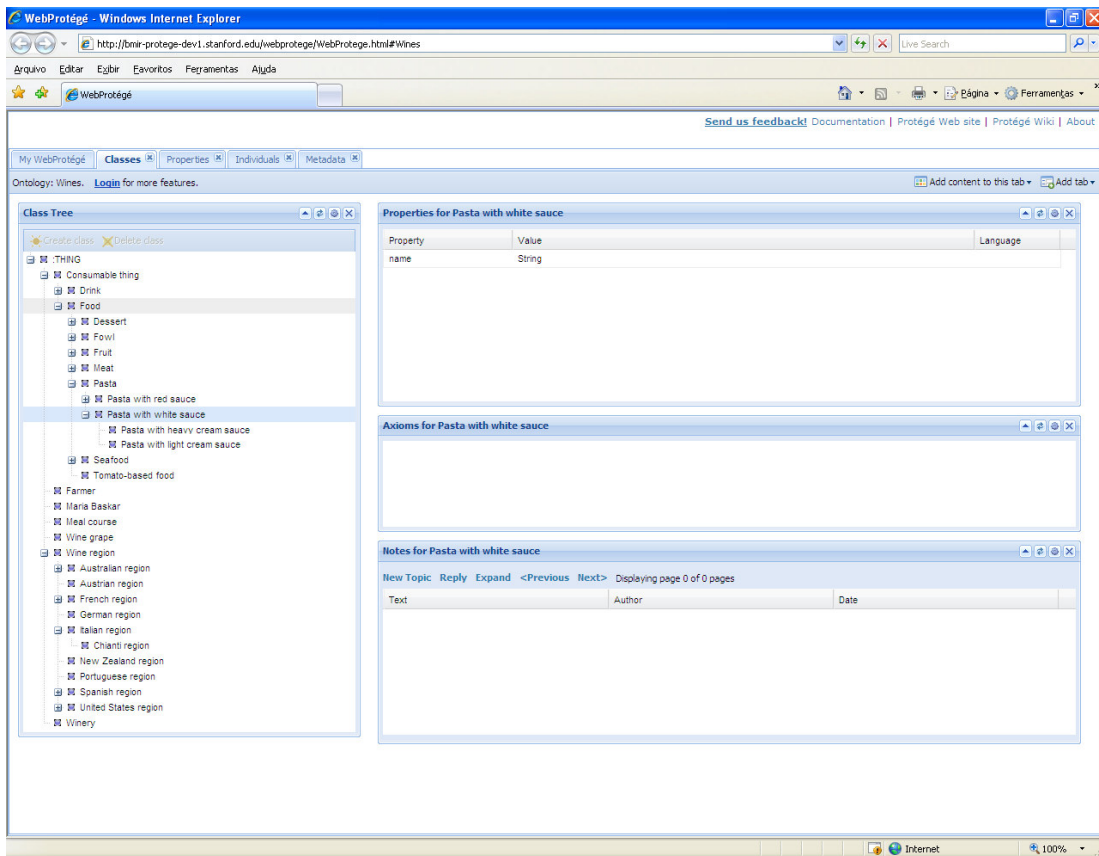 WebProtégé - Windows Internet Explorer
http://bmir-protege-dev1.stanford.edu/webprotege/WebProtege.html#Wines
Live Search
Arquivo Editar Exibir Favoritos Ferramentas Ajuda
WebProtégé
Página Ferramentas
Send us feedback! Documentation | Protégé Web site | Protégé Wiki | About
My WebProtégé Classes Properties Individuals Metadata
Ontology: Wines. Login for more features.
Add content to this tab Add tab
Class Tree
Create class Delete class
:THING
Consumable thing
Drink
Food
Dessert
Fowl
Fruit
Meat
Pasta
Pasta with red sauce
Pasta with white sauce
Pasta with heavy cream sauce
Pasta with light cream sauce
Seafood
Tomato-based food
Farmer
Maria Baskar
Meal course
Wine grape
Wine region
Australian region
Austrian region
French region
German region
Italian region
Chianti region
New Zealand region
Portuguese region
Spanish region
United States region
Winery
Properties for Pasta with white sauce
Property Value Language
name String
Axioms for Pasta with white sauce
Notes for Pasta with white sauce
New Topic Reply Expand <Previous Next> Displaying page 0 of 0 pages
Text Author Date
Internet
100%